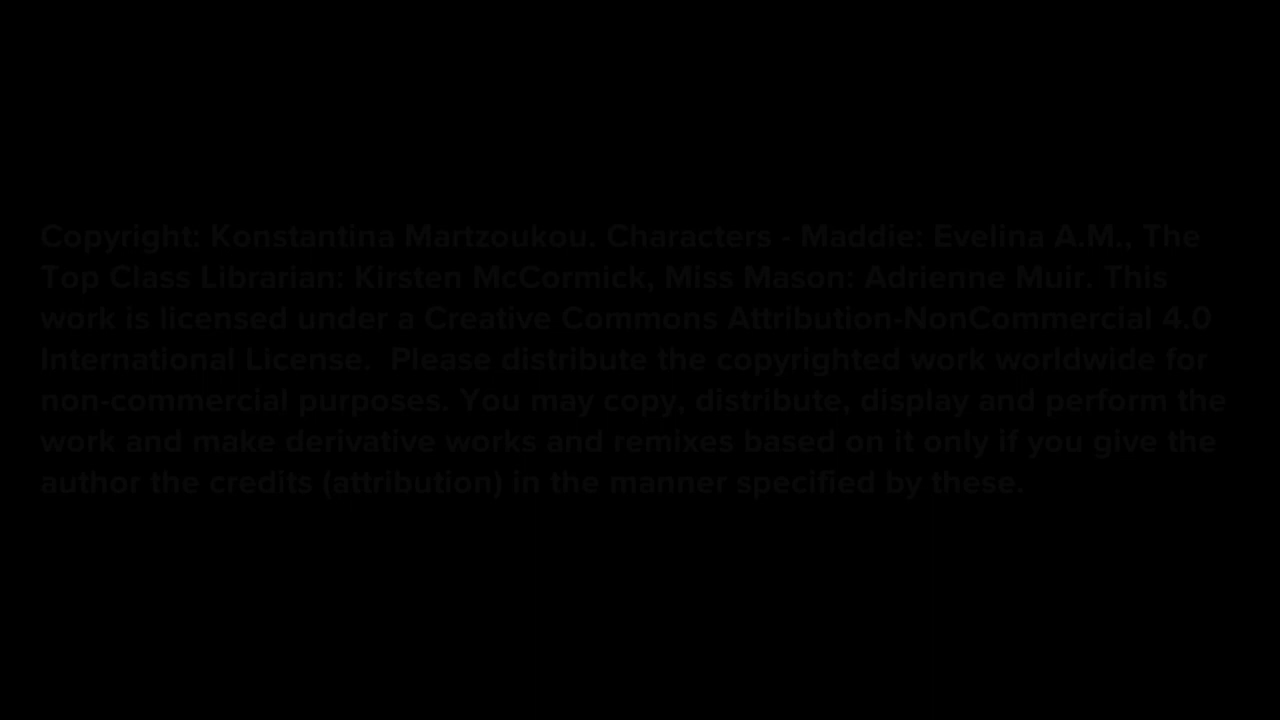 Copyright: Konstantina Martzoukou. Characters - Maddie: Evelina A.M., The
Top Class Librarian: Kirsten McCormick, Miss Mason: Adrienne Muir. This
work is licensed under a Creative Commons Attribution-NonCommercial 4.0
International License.  Please distribute the copyrighted work worldwide for
non-commercial purposes. You may copy, distribute, display and perform the
work and make derivative works and remixes based on it only if you give the
author the credits (attribution) in the manner specified by these.